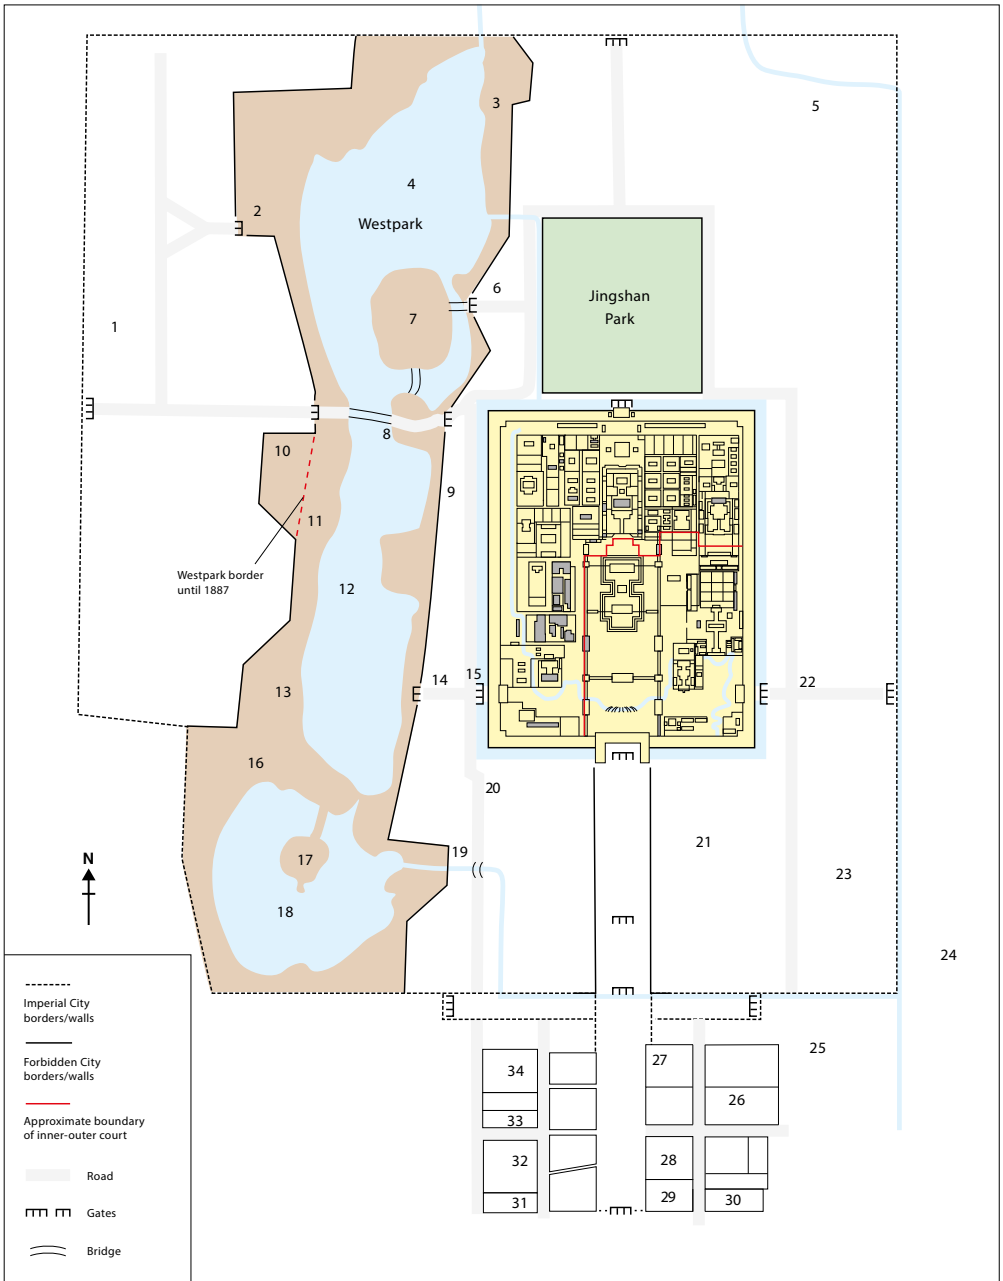 3
5
4
2
Westpark
6
Jingshan
Park
7
1
8
10
9
11
Westpark border
until 1887
12
14
15
22
13
16
20
21
19
17
23
18
N
24
Imperial City
borders/walls
Forbidden City
borders/walls
Approximate boundary
of inner-outer court
Road
Gates
Bridge
25
27
34
26
33
32
28
31
29
30